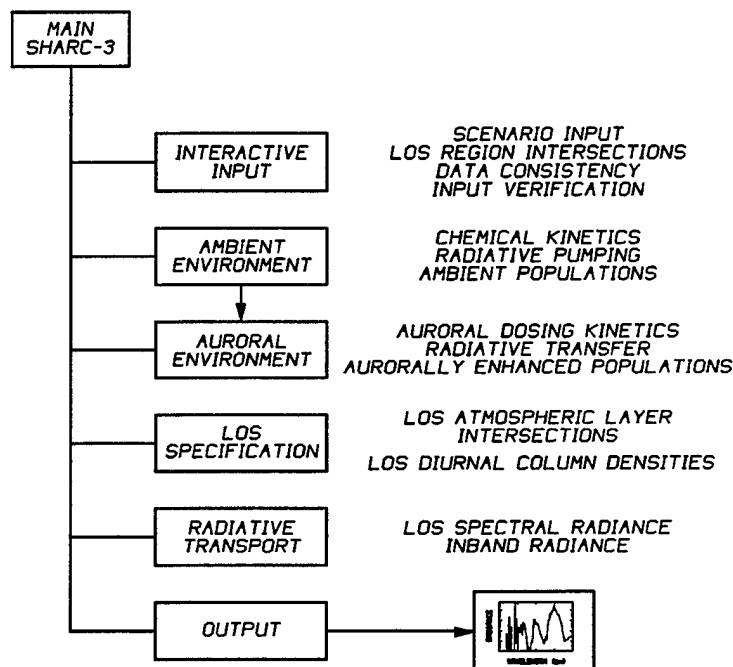 MAIN
SHARC-3
INTERACTIVE
INPUT
SCENARIO INPUT
LOS REGION INTERSECTIONS
DATA CONSISTENCY
INPUT VERIFICATION
AMBIENT
ENVIRONMENT
CHEMICAL KINETICS
RADIATIVE PUMPING
AMBIENT POPULATIONS
AURORAL
ENVIRONMENT
AURORAL DOSING KINETICS
RADIATIVE TRANSFER
AURORALLY ENHANCED POPULATIONS
LOS
SPECIFICATION
LOS ATMOSPHERIC LAYER
INTERSECTIONS
LOS DIURNAL COLUMN DENSITIES
RADIATIVE
TRANSPORT
LOS SPECTRAL RADIANCE
INBAND RADIANCE
OUTPUT